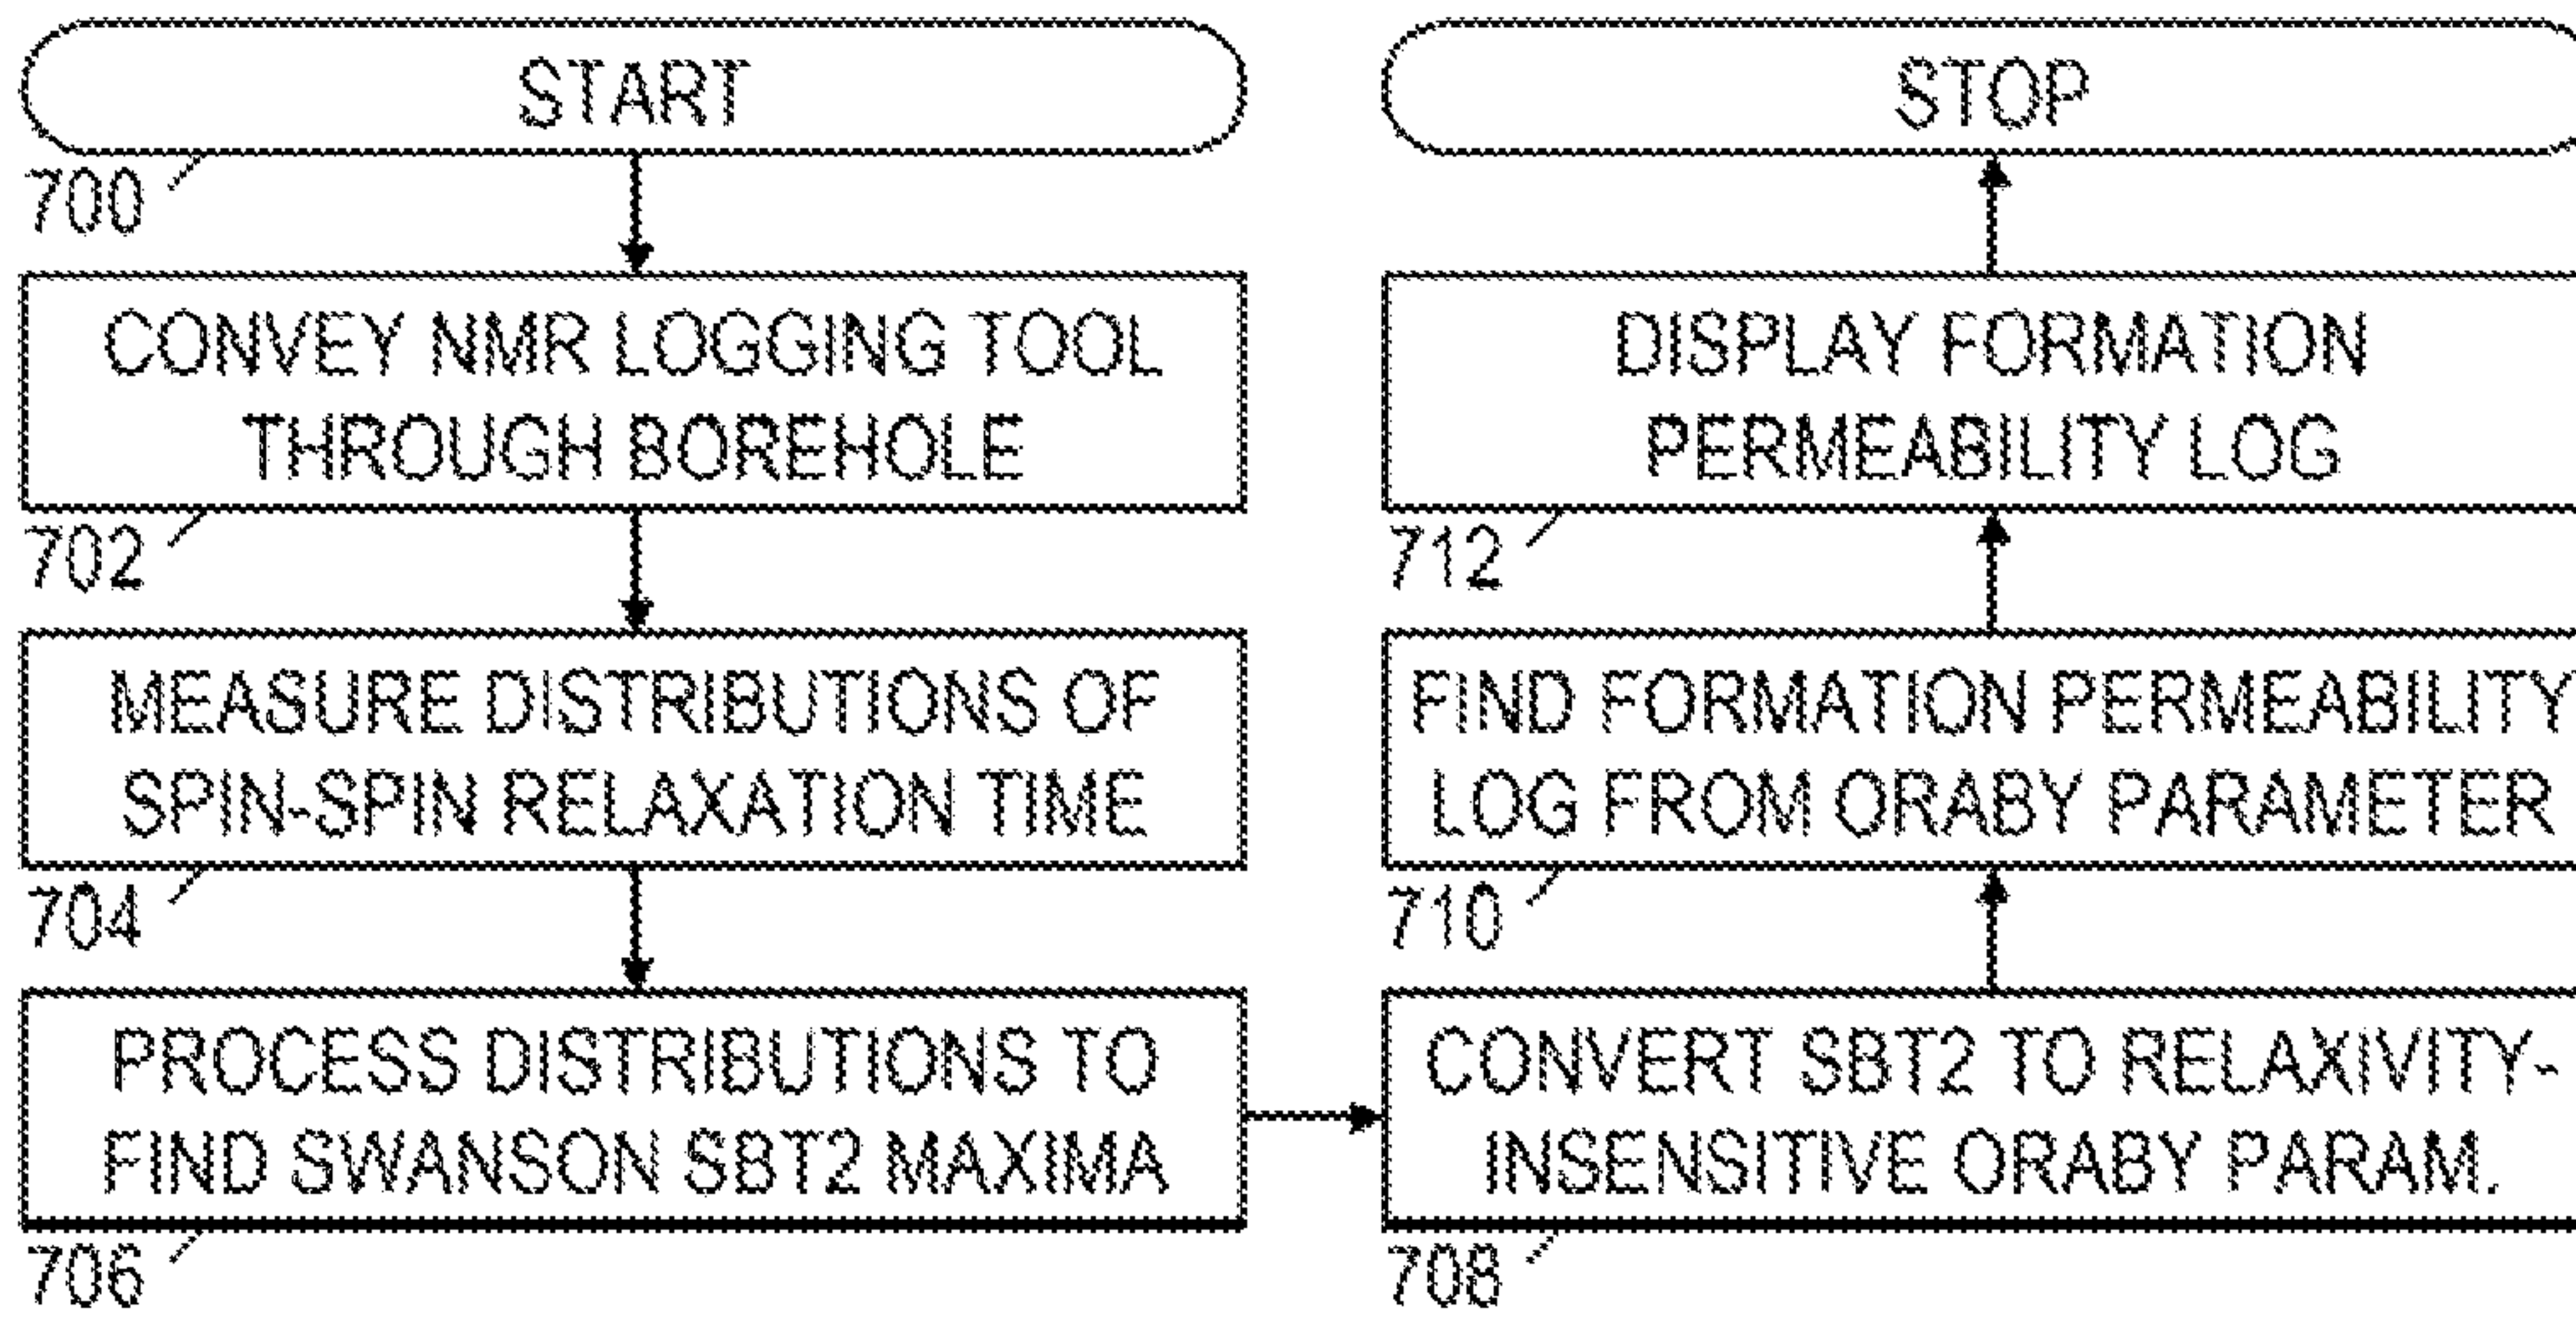 START
700
CONVEY NMR LOGGING TOOL
THROUGH BOREHOLE
702
MEASURE DISTRIBUTIONS OF
SPIN-SPIN RELAXATION TIME
704
PROCESS DISTRIBUTIONS TO
FIND SWANSON SBT2 MAXIMA
706
CONVERT SBT2 TO RELAXIVITY-
INSENSITIVE ORABY PARAM.
708
FIND FORMATION PERMEABILITY
LOG FROM ORABY PARAMETER
710
DISPLAY FORMATION
PERMEABILITY LOG
712
STOP